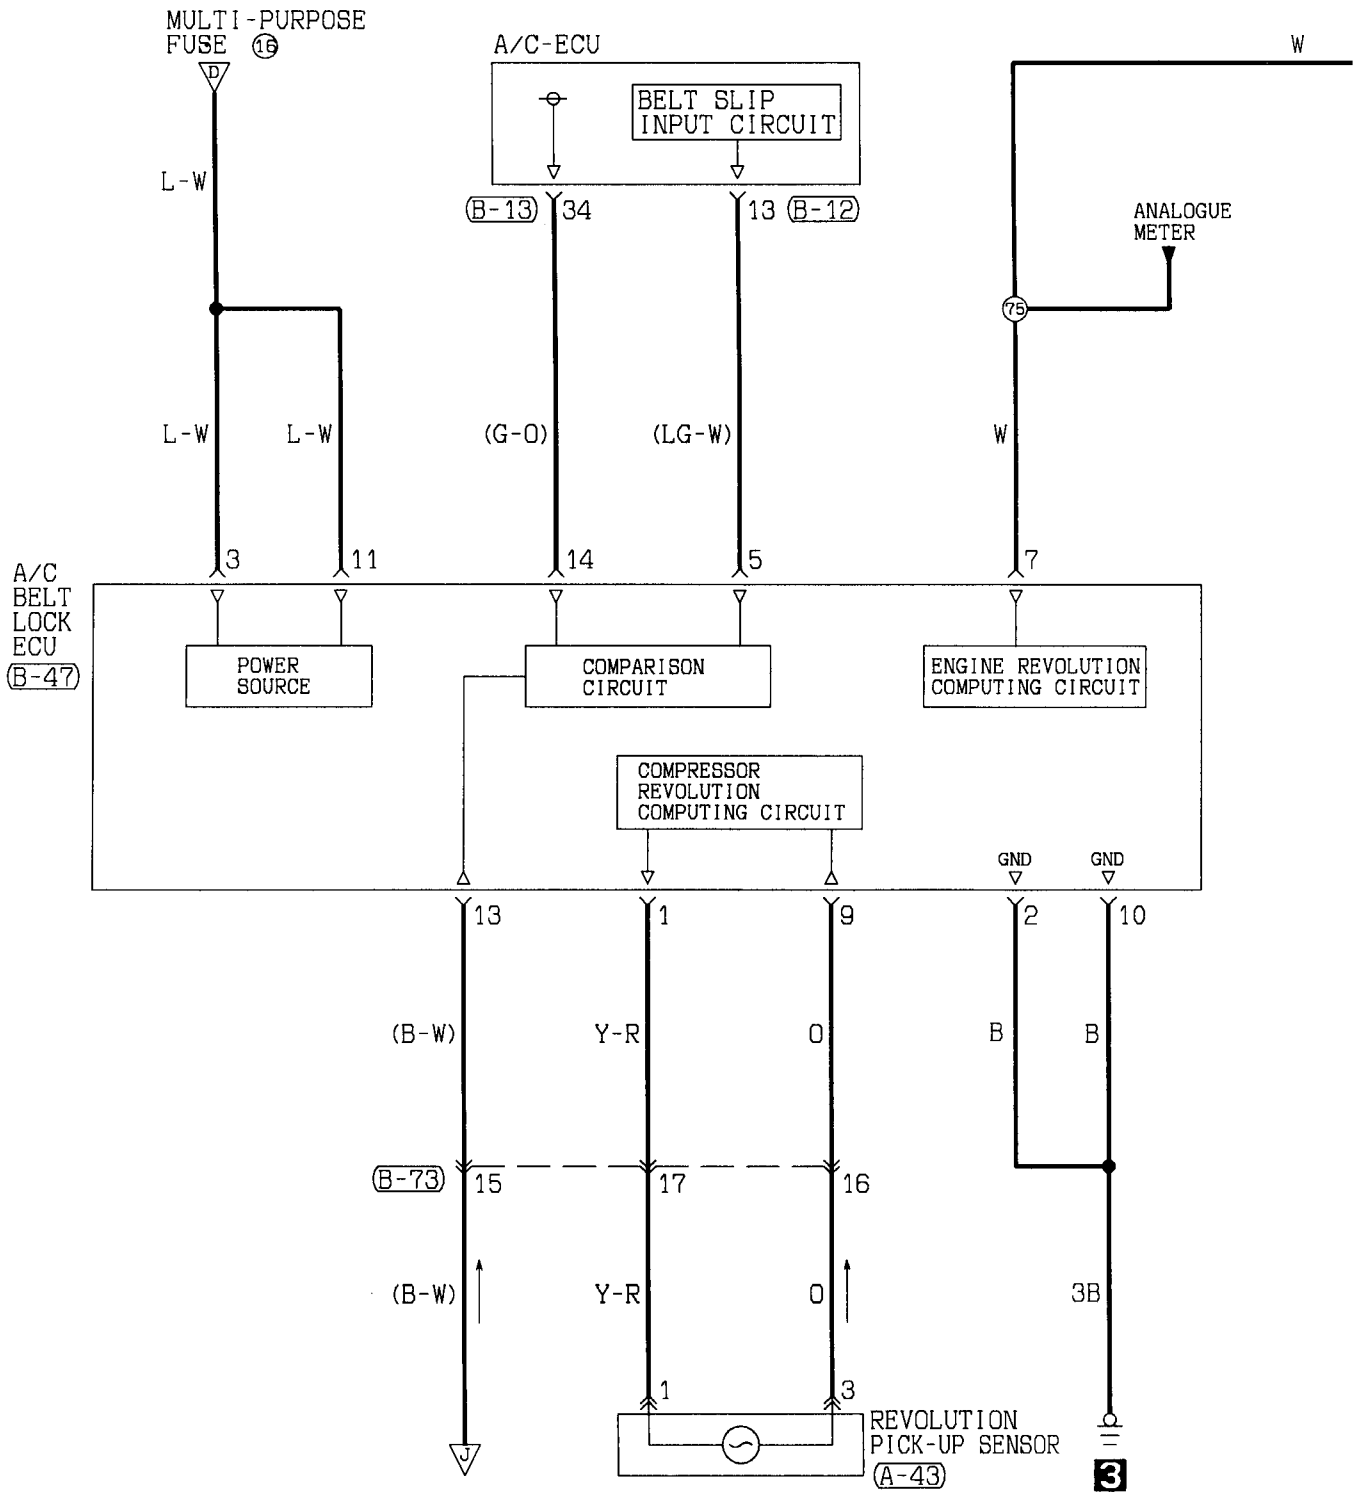 MULTI-PURPOSE
FUSE 16
D
A/C-ECU
BELT SLIP
INPUT CIRCUIT
W
L-W
B-13 34
13 B-12
ANALOGUE
METER
75
L-W
L-W
(G-O)
(LG-W)
W
3
11
14
5
7
A/C
BELT
LOCK
ECU
B-47
POWER
SOURCE
COMPARISON
CIRCUIT
ENGINE REVOLUTION
COMPUTING CIRCUIT
COMPRESSOR
REVOLUTION
COMPUTING CIRCUIT
GND
GND
13
1
9
2
10
(B-W)
Y-R
O
B
B
B-73
15
17
16
(B-W)
Y-R
O
3B
1
3
J
REVOLUTION
PICK-UP SENSOR
A-43
3